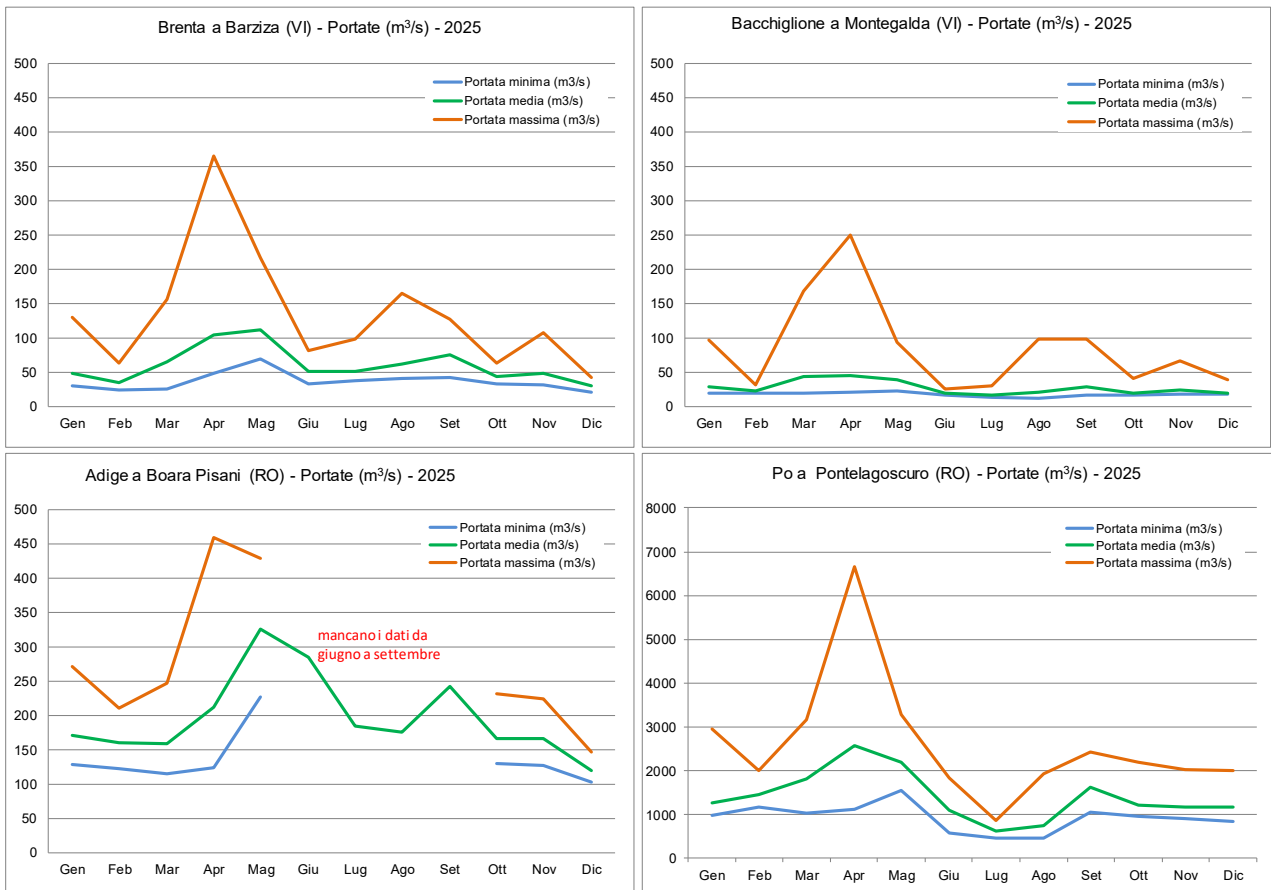 Brenta a Barziza (VI) - Portate (m³/s) - 2025
500
450
400
350
300
250
200
150
100
50
0
Portata minima (m3/s)
Portata media (m3/s)
Portata massima (m3/s)
Gen Feb Mar Apr Mag Giu Lug Ago Set Ott Nov Dic
Bacchiglione a Montegalda (VI) - Portate (m³/s) - 2025
500
450
400
350
300
250
200
150
100
50
0
Portata minima (m3/s)
Portata media (m3/s)
Portata massima (m3/s)
Gen Feb Mar Apr Mag Giu Lug Ago Set Ott Nov Dic
Adige a Boara Pisani (RO) - Portate (m³/s) - 2025
500
450
400
350
300
250
200
150
100
50
0
Portata minima (m3/s)
Portata media (m3/s)
Portata massima (m3/s)
mancano i dati da
giugno a settembre
Gen Feb Mar Apr Mag Giu Lug Ago Set Ott Nov Dic
Po a Pontelagoscuro (RO) - Portate (m³/s) - 2025
8000
7000
6000
5000
4000
3000
2000
1000
0
Portata minima (m3/s)
Portata media (m3/s)
Portata massima (m3/s)
Gen Feb Mar Apr Mag Giu Lug Ago Set Ott Nov Dic